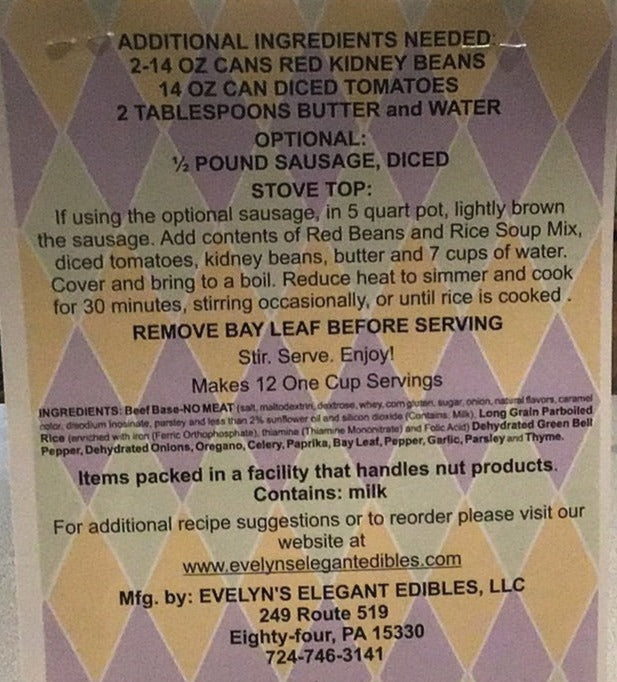 ADDITIONAL INGREDIENTS NEEDED:
2-14 OZ CANS RED KIDNEY BEANS
14 OZ CAN DICED TOMATOES
2 TABLESPOONS BUTTER and WATER
OPTIONAL:
½ POUND SAUSAGE, DICED
STOVE TOP:
If using the optional sausage, in 5 quart pot, lightly brown
the sausage. Add contents of Red Beans and Rice Soup Mix,
diced tomatoes, kidney beans, butter and 7 cups of water.
Cover and bring to a boil. Reduce heat to simmer and cook
for 30 minutes, stirring occasionally, or until rice is cooked .
REMOVE BAY LEAF BEFORE SERVING
Stir. Serve. Enjoy!
Makes 12 One Cup Servings
INGREDIENTS: Beef Base-NO MEAT (salt, maltodextrin, dextrose, whey, corn gluten, sugar, onion, natural flavors, caramel
color, disodium Inosinate, parsley and less than 2% sunflower oil and silicon dioxide (Contains: Milk), Long Grain Parboiled
Rice (enriched with iron (Ferric Orthophosphate), thiamine (Thiamine Mononitrate) and Folic Acid) Dehydrated Green Bell
Pepper, Dehydrated Onions, Oregano, Celery, Paprika, Bay Leaf, Pepper, Garlic, Parsley and Thyme.
Items packed in a facility that handles nut products.
Contains: milk
For additional recipe suggestions or to reorder please visit our
website at
www.evelynselegantedibles.com
Mfg. by: EVELYN'S ELEGANT EDIBLES, LLC
249 Route 519
Eighty-four, PA 15330
724-746-3141